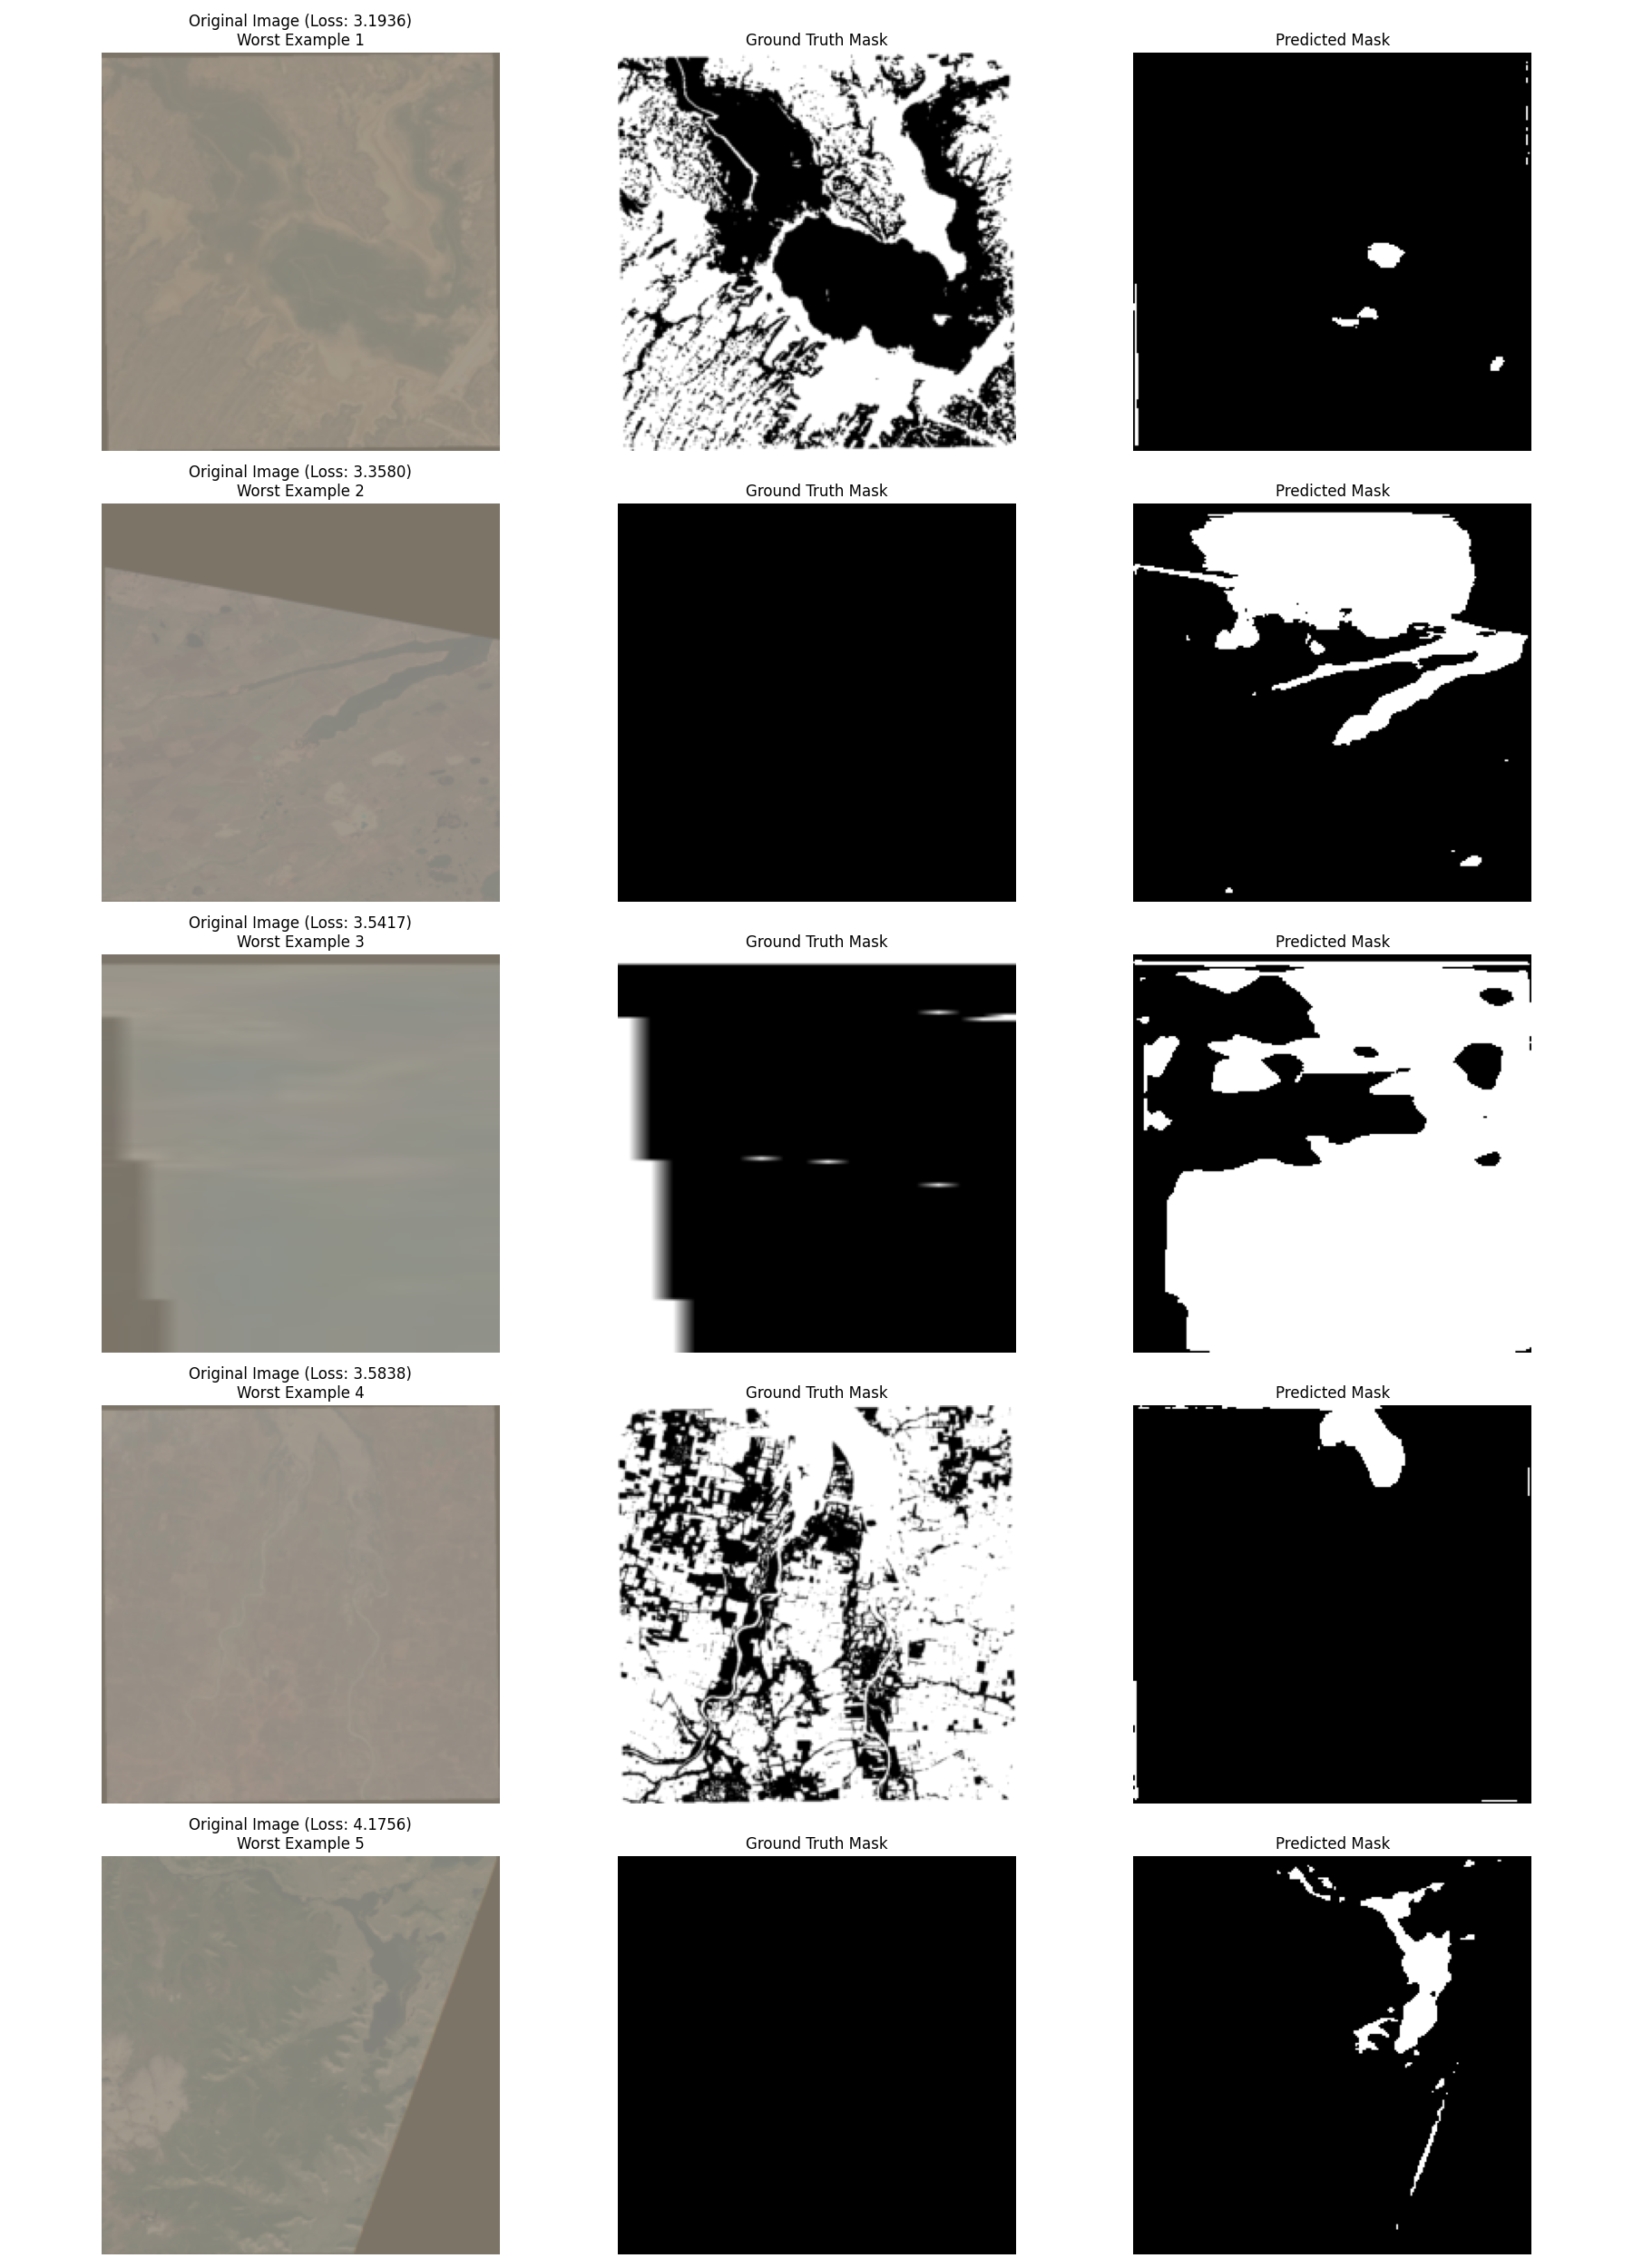 Original Image (Loss: 3.1936)
Worst Example 1
Ground Truth Mask
Predicted Mask
Original Image (Loss: 3.3580)
Worst Example 2
Ground Truth Mask
Predicted Mask
Original Image (Loss: 3.5417)
Worst Example 3
Ground Truth Mask
Predicted Mask
Original Image (Loss: 3.5838)
Worst Example 4
Ground Truth Mask
Predicted Mask
Original Image (Loss: 4.1756)
Worst Example 5
Ground Truth Mask
Predicted Mask